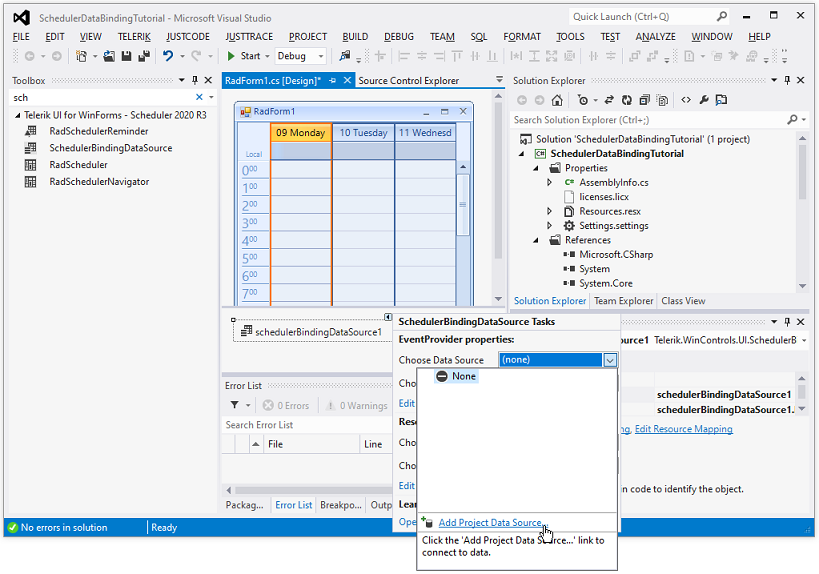 SchedulerDataBindingTutorial - Microsoft Visual Studio
Quick Launch (Ctrl+Q)
FILE EDIT VIEW TELERIK JUSTCODE JUSTTRACE PROJECT BUILD DEBUG TEAM SQL FORMAT TOOLS TEST ANALYZE WINDOW HELP
Start Debug
Toolbox
sch
Telerik UI for WinForms - Scheduler 2020 R3
RadSchedulerReminder
SchedulerBindingDataSource
RadScheduler
RadSchedulerNavigator
RadForm1.cs [Design]* Source Control Explorer
RadForm1
09 Monday 10 Tuesday 11 Wednesd
Local
0 00
1 00
2 00
3 00
4 00
5 00
6 00
7 00
schedulerBindingDataSource1
Error List
0 Errors 0 Warnings
Search Error List
File Line
Packag... Error List Breakpo... Outp
SchedulerBindingDataSource Tasks
EventProvider properties:
Choose Data Source (none)
Cho
Edit
Reso
Cho
Cho
Edit
Lear
Ope
None
Add Project Data Source...
Click the 'Add Project Data Source...' link to
connect to data.
Solution Explorer
Search Solution Explorer (Ctrl+;)
Solution 'SchedulerDataBindingTutorial' (1 project)
SchedulerDataBindingTutorial
Properties
AssemblyInfo.cs
licenses.licx
Resources.resx
Settings.settings
References
Microsoft.CSharp
System
System.Core
Solution Explorer Team Explorer Class View
ource1 Telerik.WinControls.UI.SchedulerB
schedulerBindingDataSource1
schedulerBindingDataSource1.
ng, Edit Resource Mapping
in code to identify the object.
No errors in solution Ready